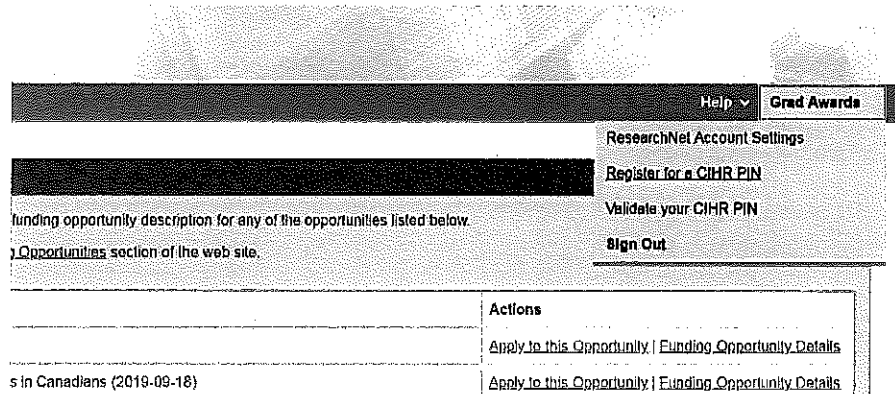 Help Grad Awards
ResearchNet Account Settings
Register for a CIHR PIN
Validate your CIHR PIN
Sign Out
funding opportunity description for any of the opportunities listed below.
Opportunities section of the web site.
Actions
Apply to this Opportunity | Funding Opportunity Details
s in Canadians (2019-09-18) Apply to this Opportunity | Funding Opportunity Details